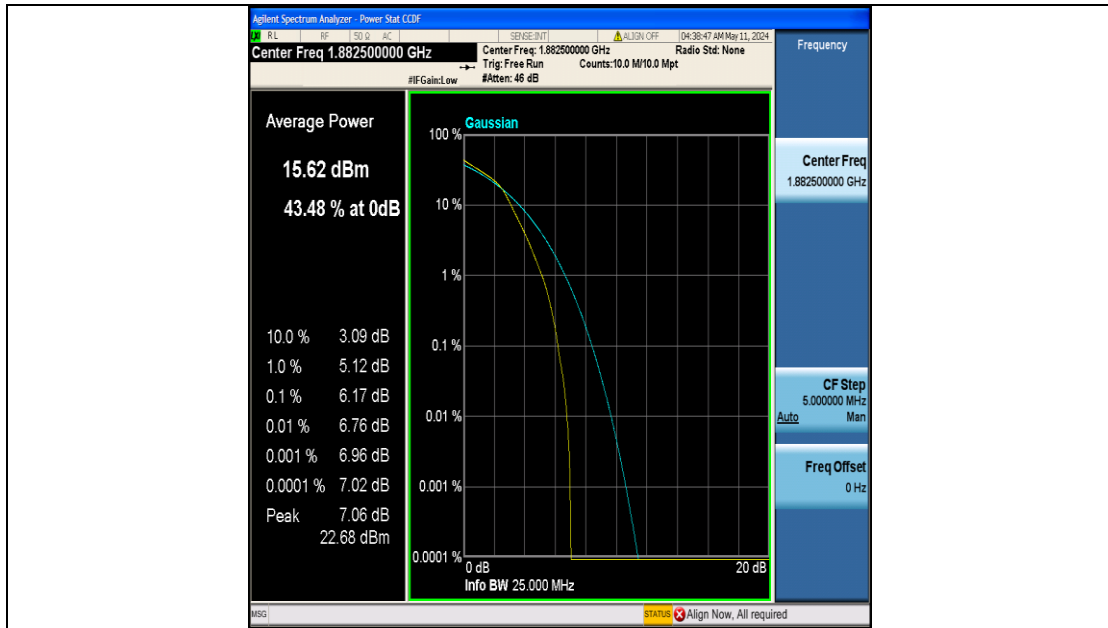 Agilent Spectrum Analyzer - Power Stat CCDF
RL RF 50 Ω AC SENSE:INT ALIGN OFF 04:38:47 AM May 11, 2024
Center Freq 1.882500000 GHz
Center Freq: 1.882500000 GHz Radio Std: None
Trig: Free Run Counts:10.0 M/10.0 Mpt
#IFGain:Low #Atten: 46 dB
Frequency
Average Power
15.62 dBm
43.48 % at 0dB
10.0 % 3.09 dB
1.0 % 5.12 dB
0.1 % 6.17 dB
0.01 % 6.76 dB
0.001 % 6.96 dB
0.0001 % 7.02 dB
Peak 7.06 dB
22.68 dBm
Gaussian
100 %
10 %
1 %
0.1 %
0.01 %
0.001 %
0.0001 %
0 dB 20 dB
Info BW 25.000 MHz
Center Freq
1.882500000 GHz
CF Step
5.000000 MHz
Auto Man
Freq Offset
0 Hz
MSG STATUS Align Now, All required